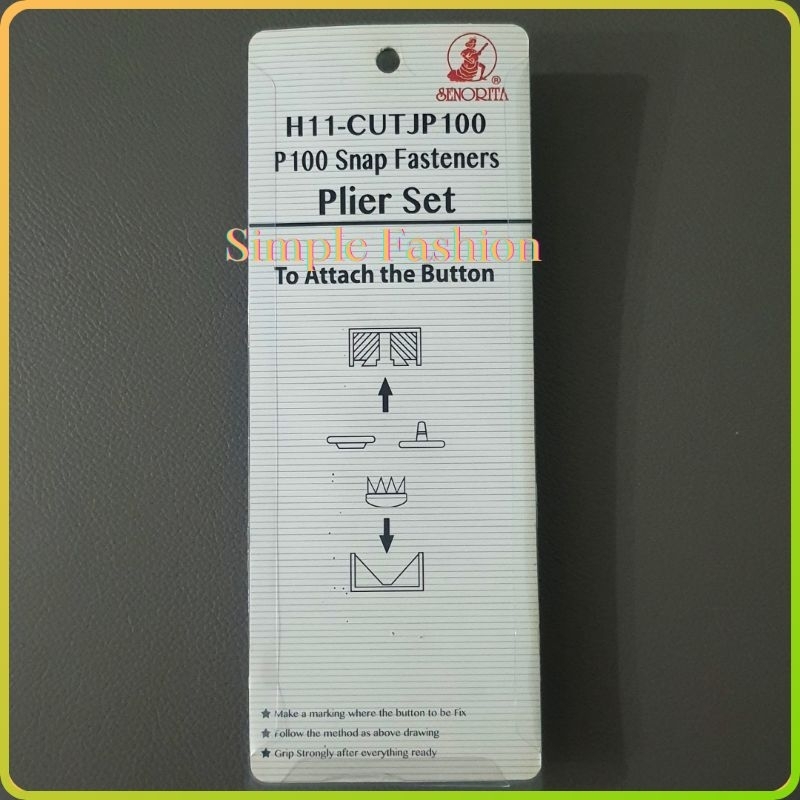 SENORITA ®
H11-CUTJP100
P100 Snap Fasteners
Plier Set
Simple Fashion
To Attach the Button
★ Make a marking where the button to be Fix
★ Follow the method as above drawing
★ Grip Strongly after everything ready